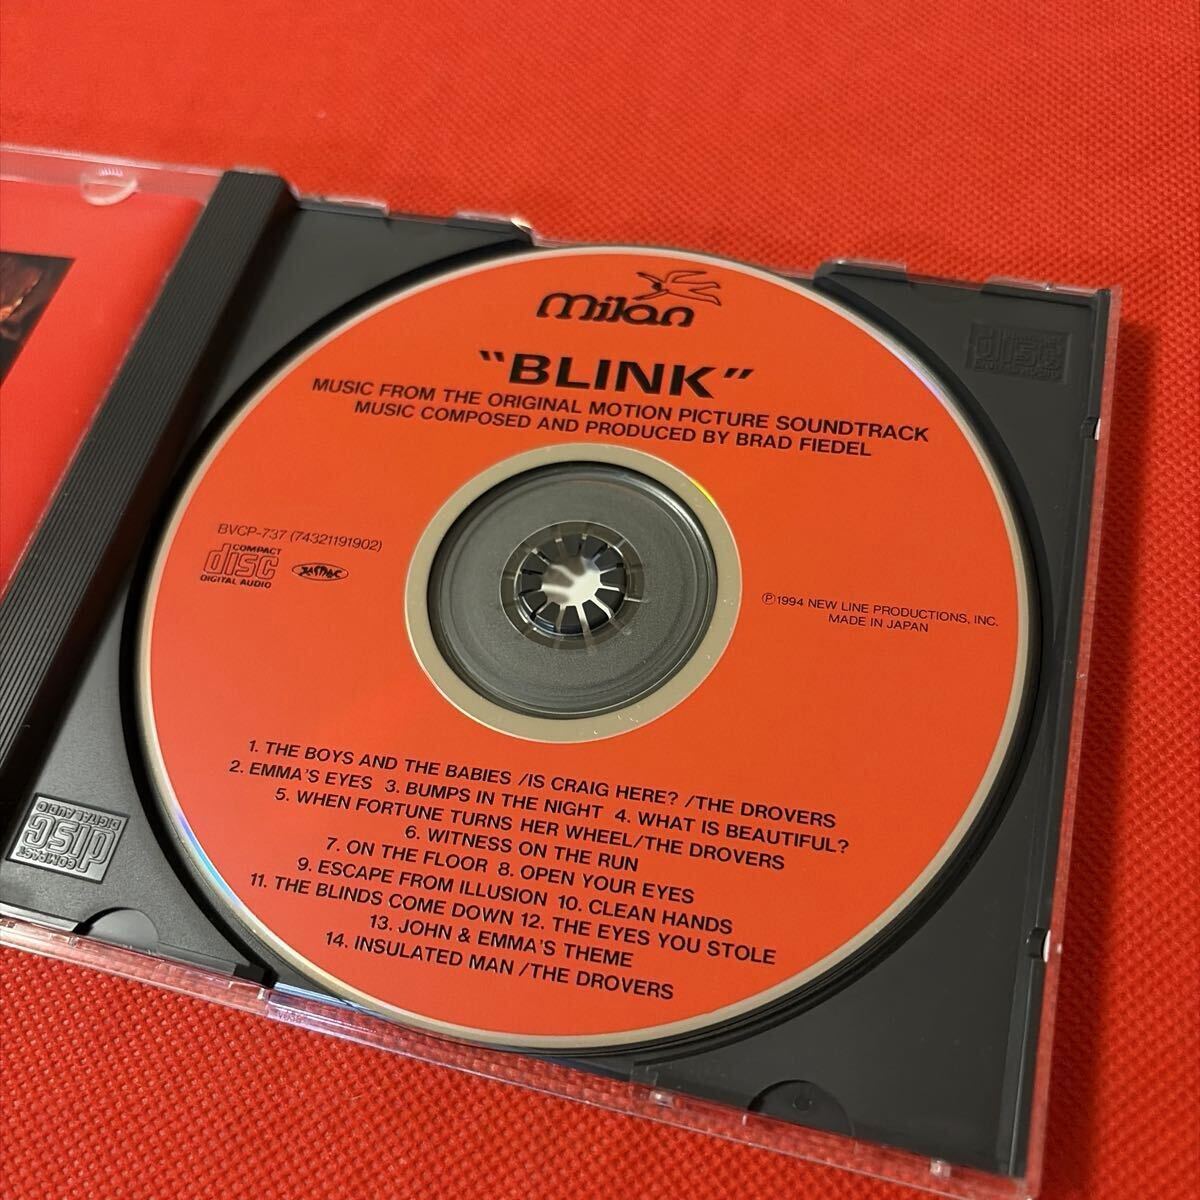 milan
"BLINK"
MUSIC FROM THE ORIGINAL MOTION PICTURE SOUNDTRACK
MUSIC COMPOSED AND PRODUCED BY BRAD FIEDEL
BVCP-737 (74321191902)
COMPACT
disc
DIGITAL AUDIO
JASRAC
Ⓟ1994 NEW LINE PRODUCTIONS, INC.
MADE IN JAPAN
1. THE BOYS AND THE BABIES /IS CRAIG HERE? /THE DROVERS
2. EMMA'S EYES 3. BUMPS IN THE NIGHT 4. WHAT IS BEAUTIFUL?
5. WHEN FORTUNE TURNS HER WHEEL/THE DROVERS
6. WITNESS ON THE RUN
7. ON THE FLOOR 8. OPEN YOUR EYES
9. ESCAPE FROM ILLUSION 10. CLEAN HANDS
11. THE BLINDS COME DOWN 12. THE EYES YOU STOLE
13. JOHN & EMMA'S THEME
14. INSULATED MAN /THE DROVERS
COMPACT
disc
DIGITAL AUDIO